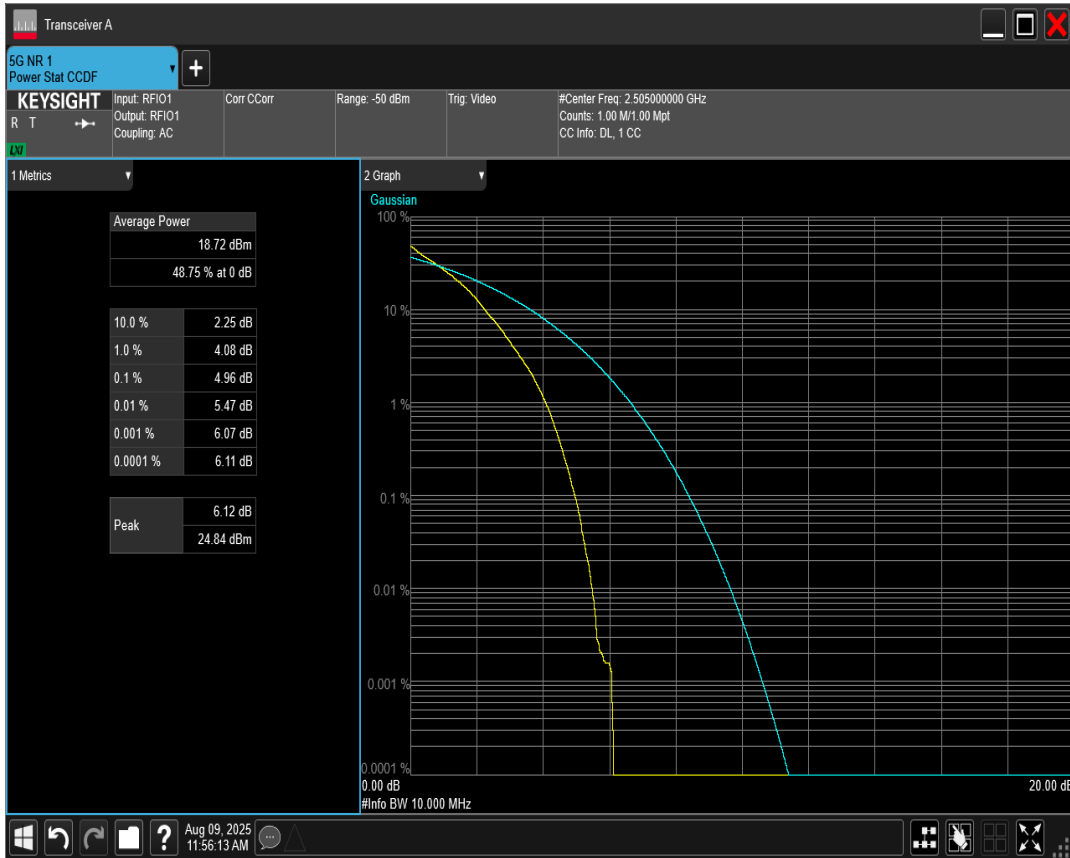 Transceiver A
5G NR 1
Power Stat CCDF
KEYSIGHT
R T
LXI
Input: RFIO1
Output: RFIO1
Coupling: AC
Corr CCorr
Range: -50 dBm
Trig: Video
#Center Freq: 2.505000000 GHz
Counts: 1.00 M/1.00 Mpt
CC Info: DL, 1 CC
1 Metrics
Average Power
18.72 dBm
48.75 % at 0 dB
10.0 % 2.25 dB
1.0 % 4.08 dB
0.1 % 4.96 dB
0.01 % 5.47 dB
0.001 % 6.07 dB
0.0001 % 6.11 dB
Peak
6.12 dB
24.84 dBm
2 Graph
Gaussian
100 %
10 %
1 %
0.1 %
0.01 %
0.001 %
0.0001 %
0.00 dB
20.00 dB
#Info BW 10.000 MHz
?
Aug 09, 2025
11:56:13 AM